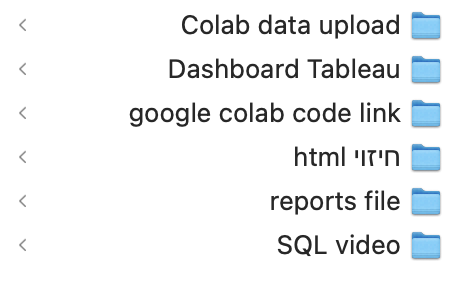 Colab data upload
Dashboard Tableau
google colab code link
חיזוי html
reports file
SQL video